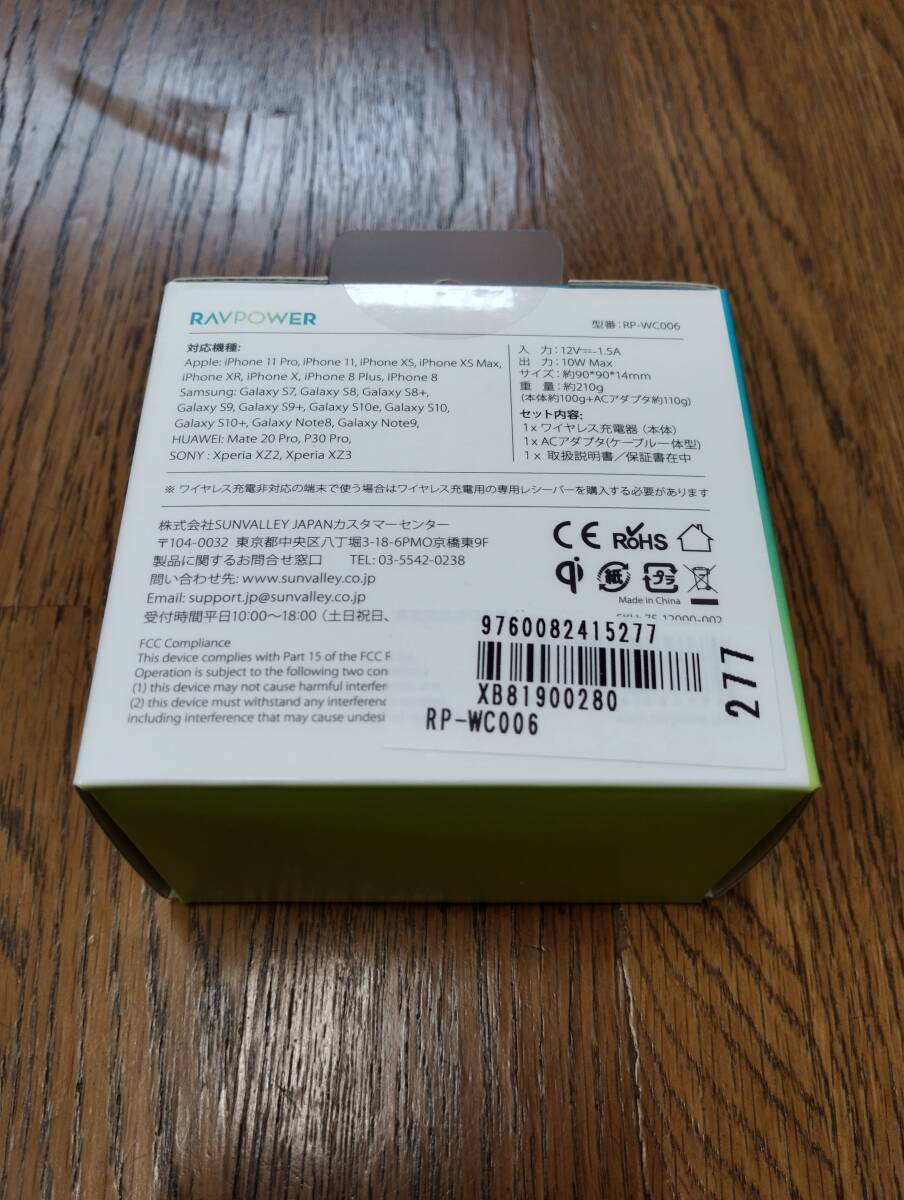 RAVPOWER
型番:RP-WC006
対応機種:
Apple: iPhone 11 Pro, iPhone 11, iPhone XS, iPhone XS Max,
iPhone XR, iPhone X, iPhone 8 Plus, iPhone 8
Samsung: Galaxy S7, Galaxy S8, Galaxy S8+,
Galaxy S9, Galaxy S9+, Galaxy S10e, Galaxy S10,
Galaxy S10+, Galaxy Note8, Galaxy Note9,
HUAWEI: Mate 20 Pro, P30 Pro,
SONY : Xperia XZ2, Xperia XZ3
入 力:12V⎓1.5A
出 力:10W Max
サイズ:約90*90*14mm
重 量:約210g
(本体約100g+ACアダプタ約110g)
セット内容:
1x ワイヤレス充電器（本体）
1x ACアダプタ(ケーブル一体型)
1× 取扱説明書/保証書在中
※ ワイヤレス充電非対応の端末で使う場合はワイヤレス充電用の専用レシーバーを購入する必要があります
株式会社SUNVALLEY JAPANカスタマーセンター
〒104-0032 東京都中央区八丁堀3-18-6PMO京橋東9F
製品に関するお問合せ窓口 TEL: 03-5542-0238
問い合わせ先: www.sunvalley.co.jp
Email: support.jp@sunvalley.co.jp
受付時間平日10:00～18:00（土日祝日、
CE RoHS
qi 紙 プラ
Made in China
SKU: 75-12000-002
FCC Compliance
This device complies with Part 15 of the FCC
Operation is subject to the following two
(1) this device may not cause harmful
(2) this device must withstand any
including interference that may cause
9760082415277
XB81900280
RP-WC006
277